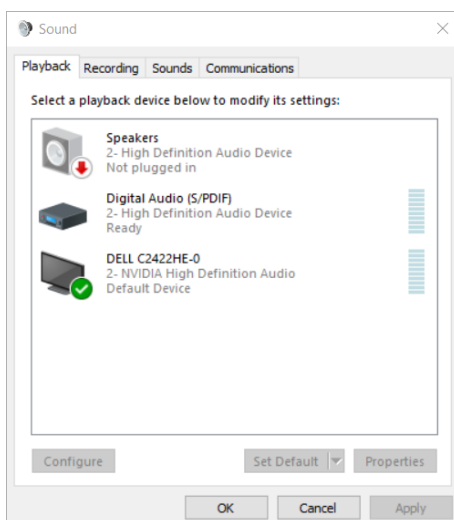 Sound
Playback Recording Sounds Communications
Select a playback device below to modify its settings:
Speakers
2- High Definition Audio Device
Not plugged in
Digital Audio (S/PDIF)
2- High Definition Audio Device
Ready
DELL C2422HE-0
2- NVIDIA High Definition Audio
Default Device
Configure Set Default Properties
OK Cancel Apply